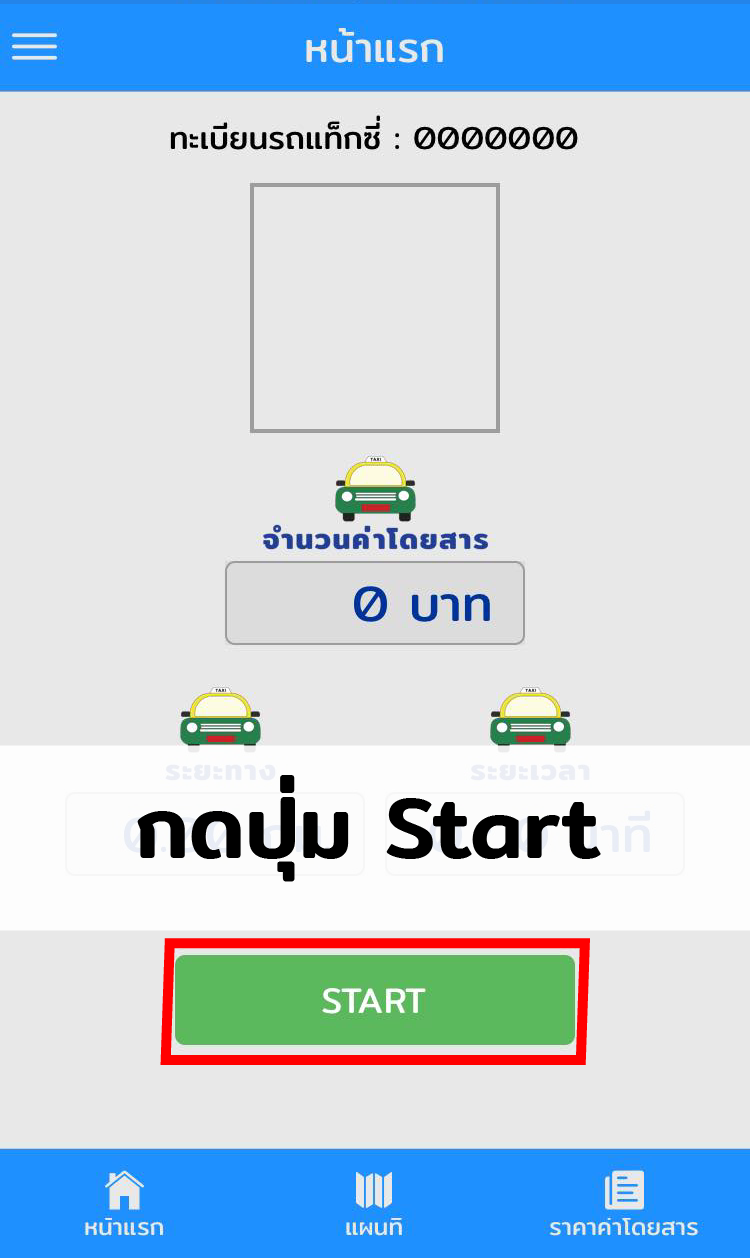 หน้าแรก
ทะเบียนรถแท็กซี่ : 0000000
TAXI
จำนวนค่าโดยสาร
0 บาท
TAXI TAXI
ระยะทาง ระยะเวลา
กดปุ่ม Start
START
หน้าแรก แผนที่ ราคาค่าโดยสาร